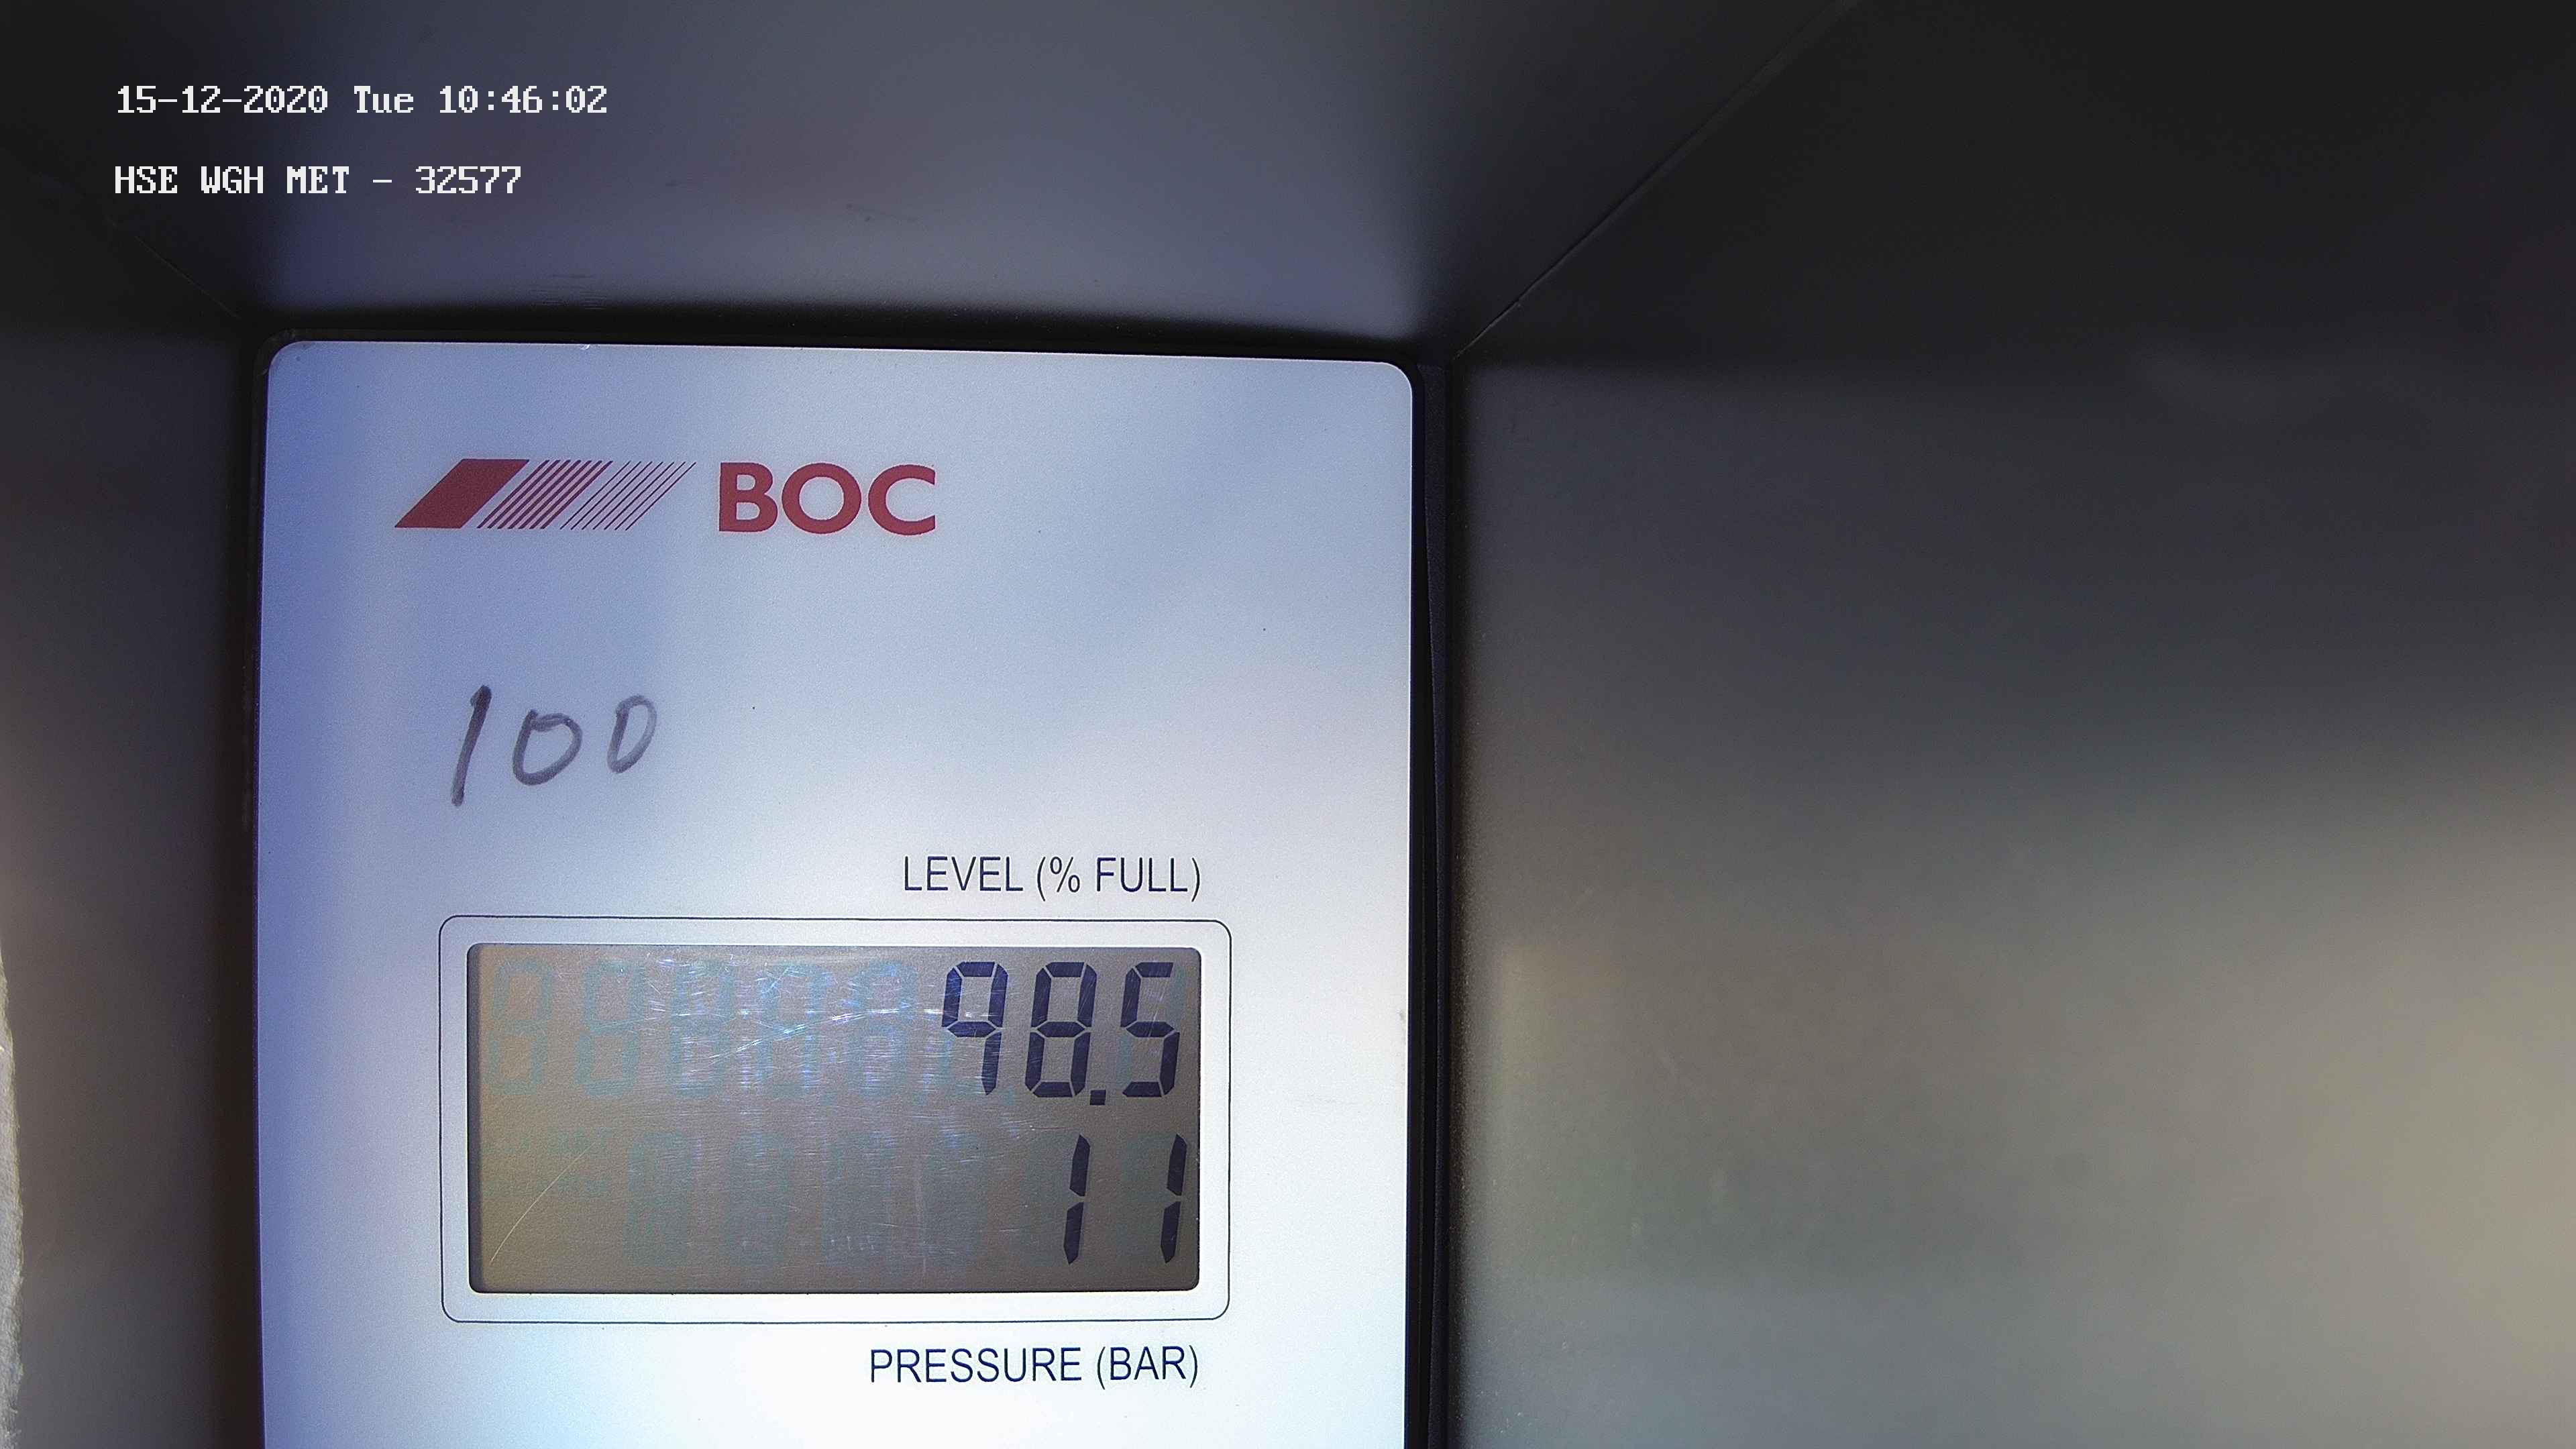 15-12-2020 Tue 10:46:02
HSE WGH MET - 32577
BOC
100
LEVEL (% FULL)
98.5
11
PRESSURE (BAR)